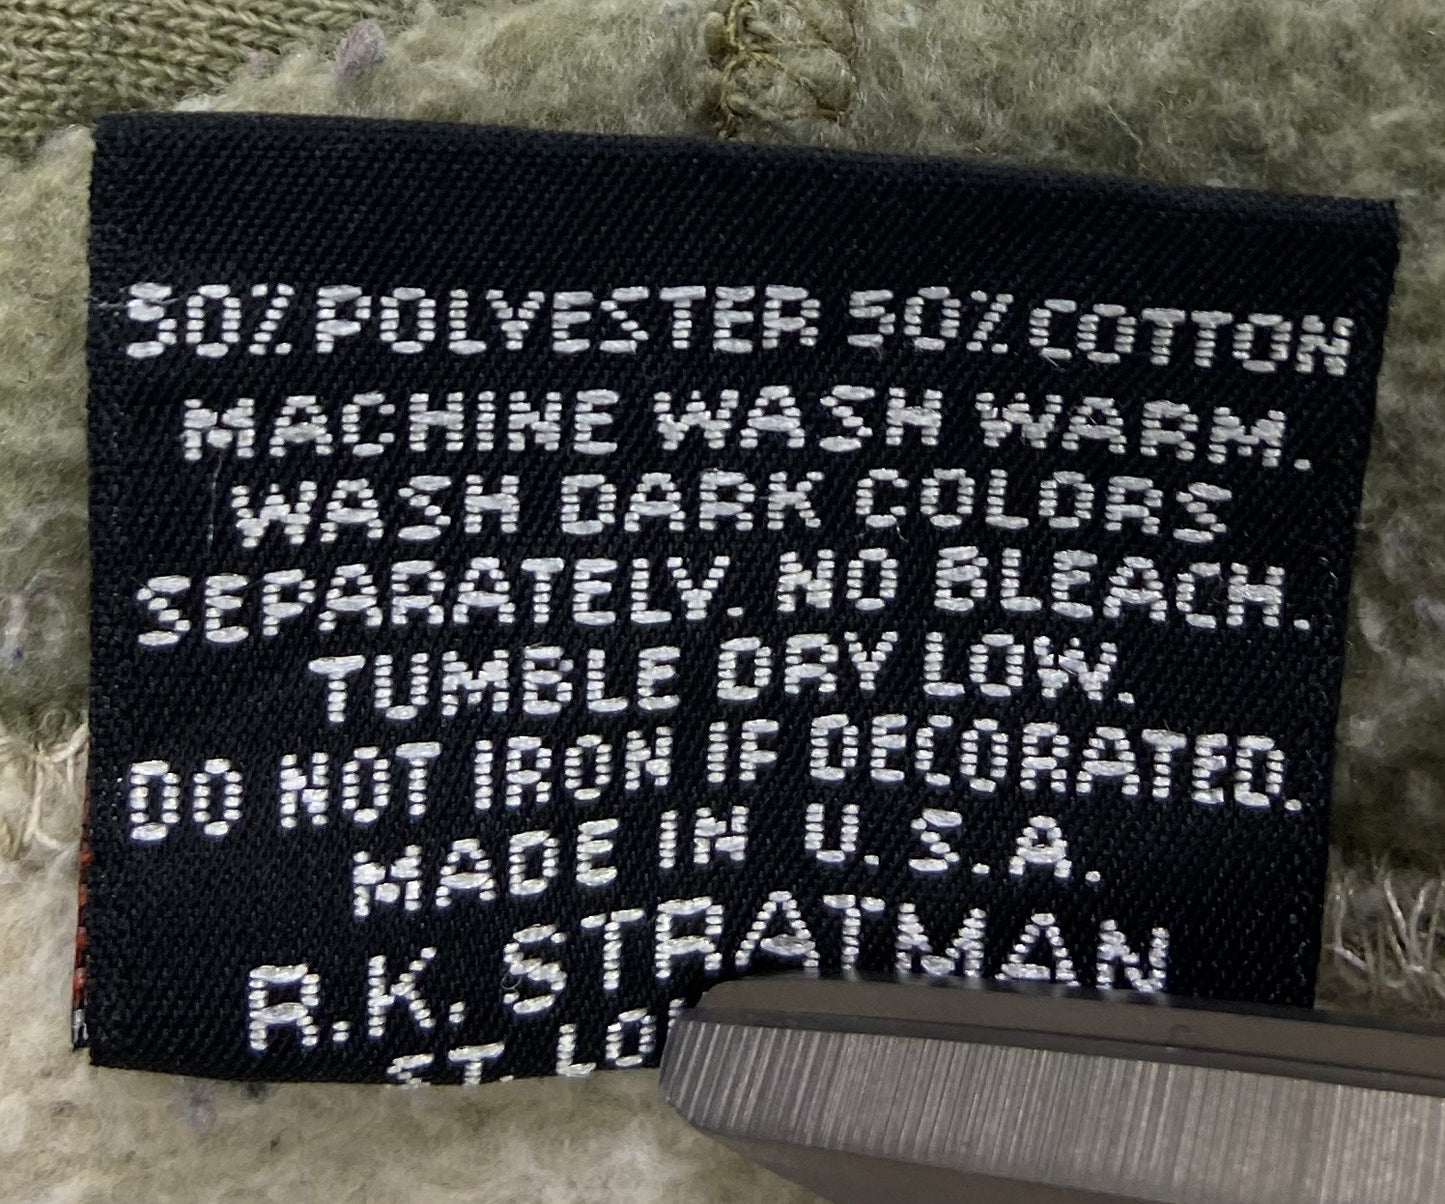 50% POLYESTER 50% COTTON
MACHINE WASH WARM.
WASH DARK COLORS
SEPARATELY. NO BLEACH.
TUMBLE DRY LOW.
DO NOT IRON IF DECORATED.
MADE IN U.S.A.
R.K. STRATMAN
ST.